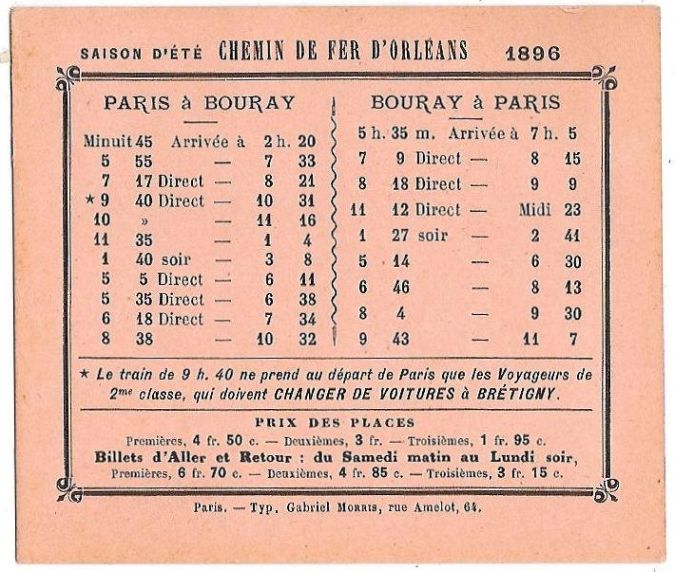 SAISON D'ÉTÉ CHEMIN DE FER D'ORLÉANS 1896
PARIS à BOURAY
Minuit 45 Arrivée à 2 h. 20
5 55 — 7 33
7 17 Direct — 8 21
★ 9 40 Direct — 10 31
10 » — 11 16
11 35 — 1 4
1 40 soir — 3 8
5 5 Direct — 6 11
5 35 Direct — 6 38
6 18 Direct — 7 34
8 38 — 10 32
BOURAY à PARIS
5 h. 35 m. Arrivée à 7 h. 5
7 9 Direct — 8 15
8 18 Direct — 9 9
11 12 Direct — Midi 23
1 27 soir — 2 41
5 14 — 6 30
6 46 — 8 13
8 4 — 9 30
9 43 — 11 7
★ Le train de 9 h. 40 ne prend au départ de Paris que les Voyageurs de
2me classe, qui doivent CHANGER DE VOITURES à BRÉTIGNY.
PRIX DES PLACES
Premières, 4 fr. 50 c. — Deuxièmes, 3 fr. — Troisièmes, 1 fr. 95 c.
Billets d'Aller et Retour : du Samedi matin au Lundi soir,
Premières, 6 fr. 70 c. — Deuxièmes, 4 fr. 85 c. — Troisièmes, 3 fr. 15 c.
Paris. — Typ. Gabriel Morris, rue Amelot, 64.